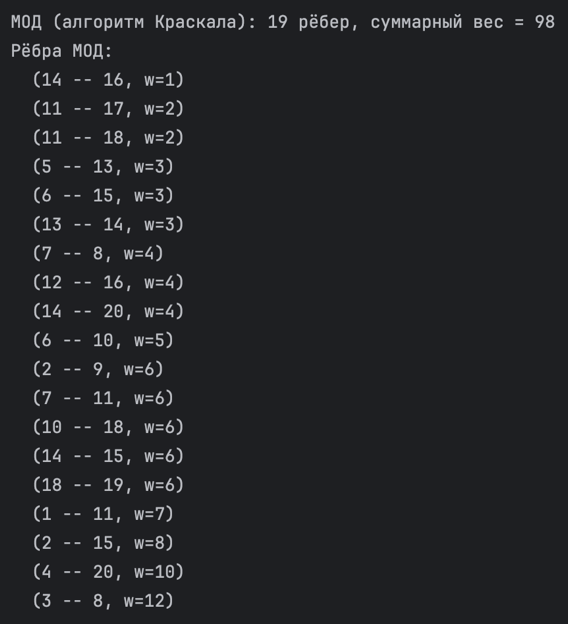 МОД (алгоритм Краскала): 19 рёбер, суммарный вес = 98
Рёбра МОД:
(14 -- 16, w=1)
(11 -- 17, w=2)
(11 -- 18, w=2)
(5 -- 13, w=3)
(6 -- 15, w=3)
(13 -- 14, w=3)
(7 -- 8, w=4)
(12 -- 16, w=4)
(14 -- 20, w=4)
(6 -- 10, w=5)
(2 -- 9, w=6)
(7 -- 11, w=6)
(10 -- 18, w=6)
(14 -- 15, w=6)
(18 -- 19, w=6)
(1 -- 11, w=7)
(2 -- 15, w=8)
(4 -- 20, w=10)
(3 -- 8, w=12)